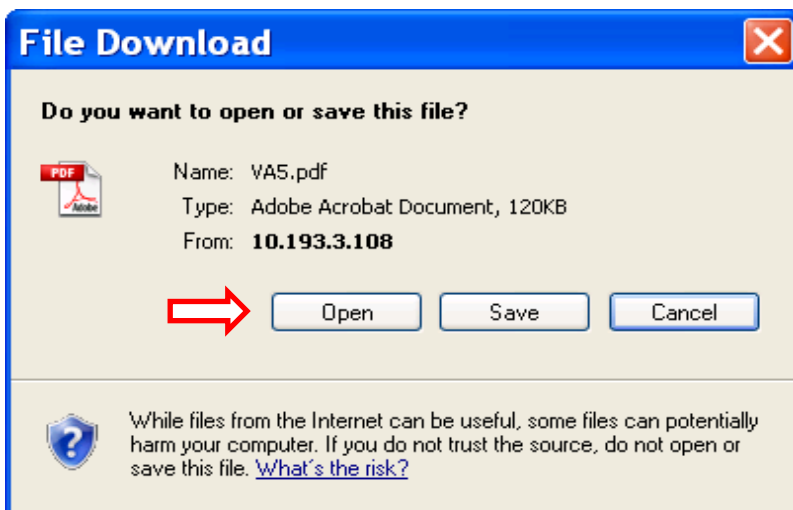 File Download
Do you want to open or save this file?
PDF
Adobe
Name: VA5.pdf
Type: Adobe Acrobat Document, 120KB
From: 10.193.3.108
Open Save Cancel
While files from the Internet can be useful, some files can potentially
harm your computer. If you do not trust the source, do not open or
save this file. What's the risk?